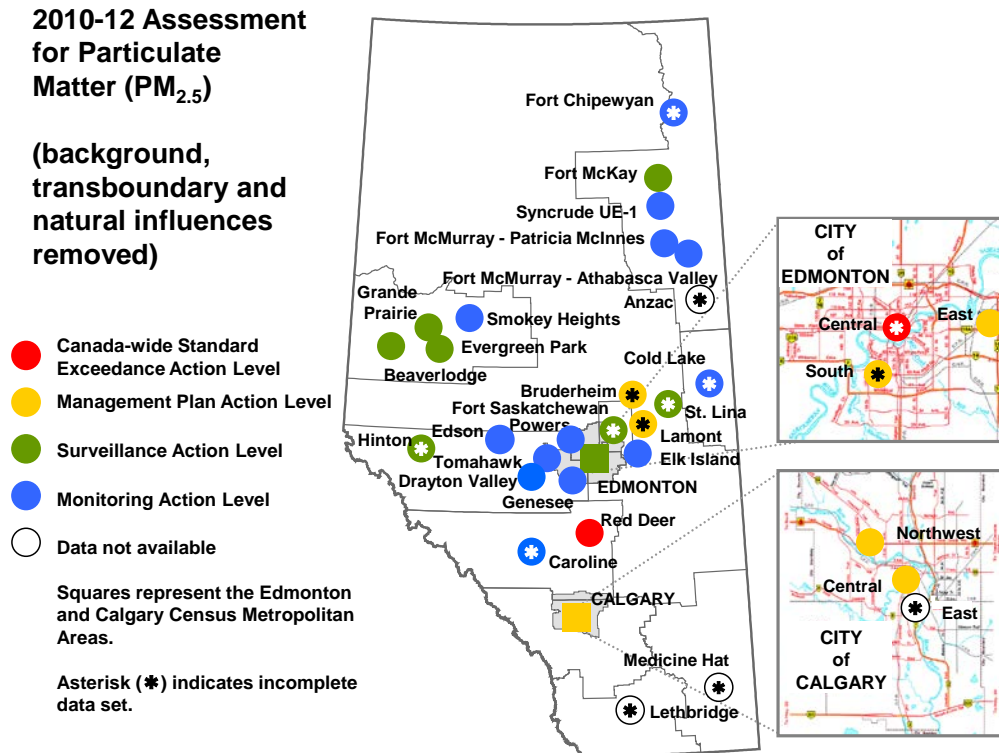 2010-12 Assessment
for Particulate
Matter (PM2.5)
(background,
transboundary and
natural influences
removed)
Canada-wide Standard
Exceedance Action Level
Management Plan Action Level
Surveillance Action Level
Monitoring Action Level
Data not available
Squares represent the Edmonton
and Calgary Census Metropolitan
Areas.
Asterisk (✱) indicates incomplete
data set.
Fort Chipewyan
Fort McKay
Syncrude UE-1
Fort McMurray - Patricia McInnes
Fort McMurray - Athabasca Valley
Anzac
Grande
Prairie
Smokey Heights
Evergreen Park
Beaverlodge
Cold Lake
Bruderheim
St. Lina
Fort Saskatchewan
Powers
Lamont
Edson
Hinton
Elk Island
Tomahawk
Drayton Valley
EDMONTON
Genesee
Red Deer
Caroline
CALGARY
Medicine Hat
Lethbridge
CITY
of
EDMONTON
Central
East
South
Northwest
Central
East
CITY
of
CALGARY